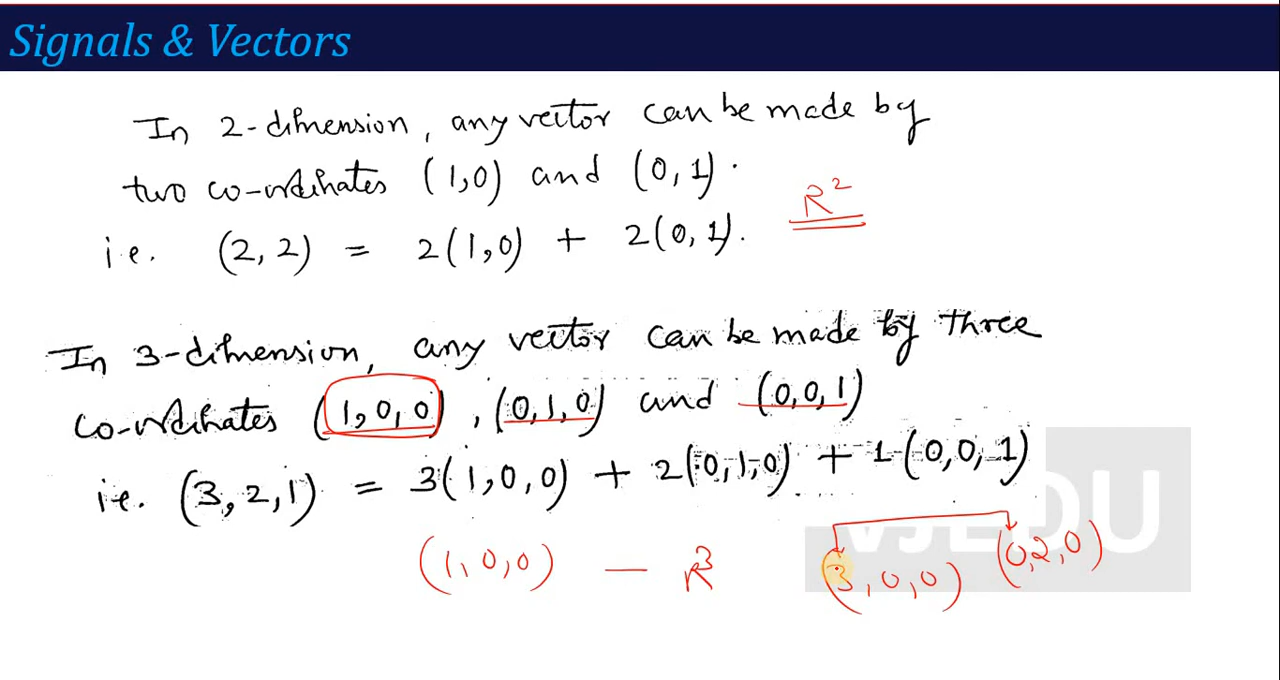 Signals & Vectors
In 2-dimension, any vector can be made by
two co-ordinates (1,0) and (0,1).
R²
i.e. (2,2) = 2(1,0) + 2(0,1).
In 3-dimension, any vector can be made by three
co-ordinates (1,0,0), (0,1,0) and (0,0,1)
ie. (3,2,1) = 3(1,0,0) + 2(0,1,0) + 1(0,0,1)
(1,0,0) — R³ (3,0,0) (0,2,0)
VJEDU